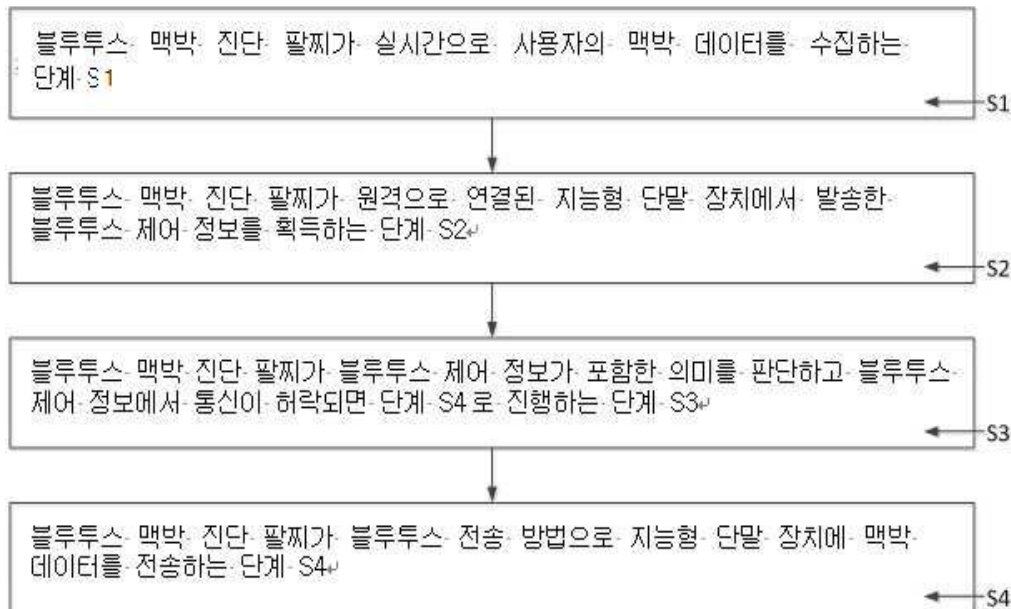 블루투스 맥박 진단 팔찌가 실시간으로 사용자의 맥박 데이터를 수집하는
단계 S1
S1
블루투스 맥박 진단 팔찌가 원격으로 연결된 지능형 단말 장치에서 발송한
블루투스 제어 정보를 획득하는 단계 S2↵
S2
블루투스 맥박 진단 팔찌가 블루투스 제어 정보가 포함한 의미를 판단하고 블루투스
제어 정보에서 통신이 허락되면 단계 S4로 진행하는 단계 S3↵
S3
블루투스 맥박 진단 팔찌가 블루투스 전송 방법으로 지능형 단말 장치에 맥박
데이터를 전송하는 단계 S4↵
S4